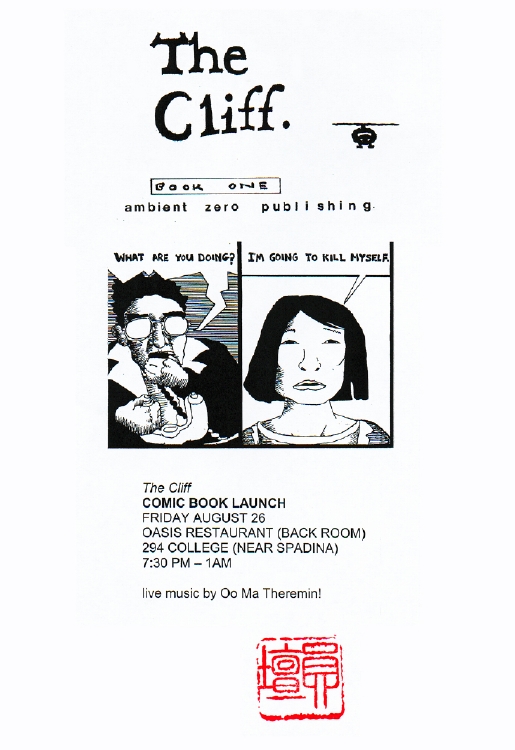 The
Cliff.
BOOK ONE
ambient zero publishing.
WHAT ARE YOU DOING?
I'M GOING TO KILL MYSELF.
The Cliff
COMIC BOOK LAUNCH
FRIDAY AUGUST 26
OASIS RESTAURANT (BACK ROOM)
294 COLLEGE (NEAR SPADINA)
7:30 PM – 1AM
live music by Oo Ma Theremin!